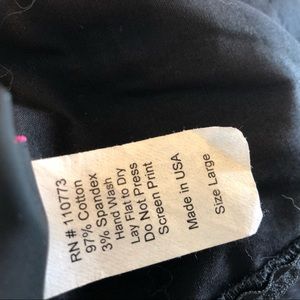 RN # 110773
97% Cotton
3% Spandex
Hand Wash
Lay Flat to Dry
Do Not Press
Screen Print
Made in USA
Size Large